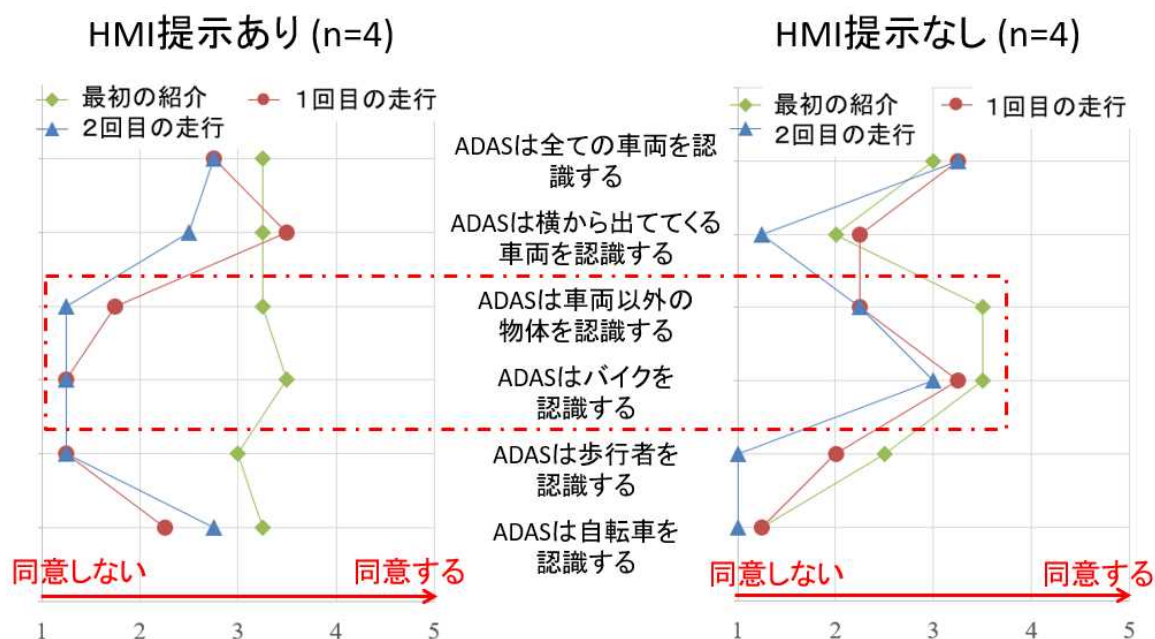 HMI提示あり (n=4)
HMI提示なし (n=4)
最初の紹介
1回目の走行
2回目の走行
最初の紹介
1回目の走行
2回目の走行
ADASは全ての車両を認
識する
ADASは横から出ててくる
車両を認識する
ADASは車両以外の
物体を認識する
ADASはバイクを
認識する
ADASは歩行者を
認識する
ADASは自転車を
認識する
同意しない
同意する
同意しない
同意する
1 2 3 4 5
1 2 3 4 5